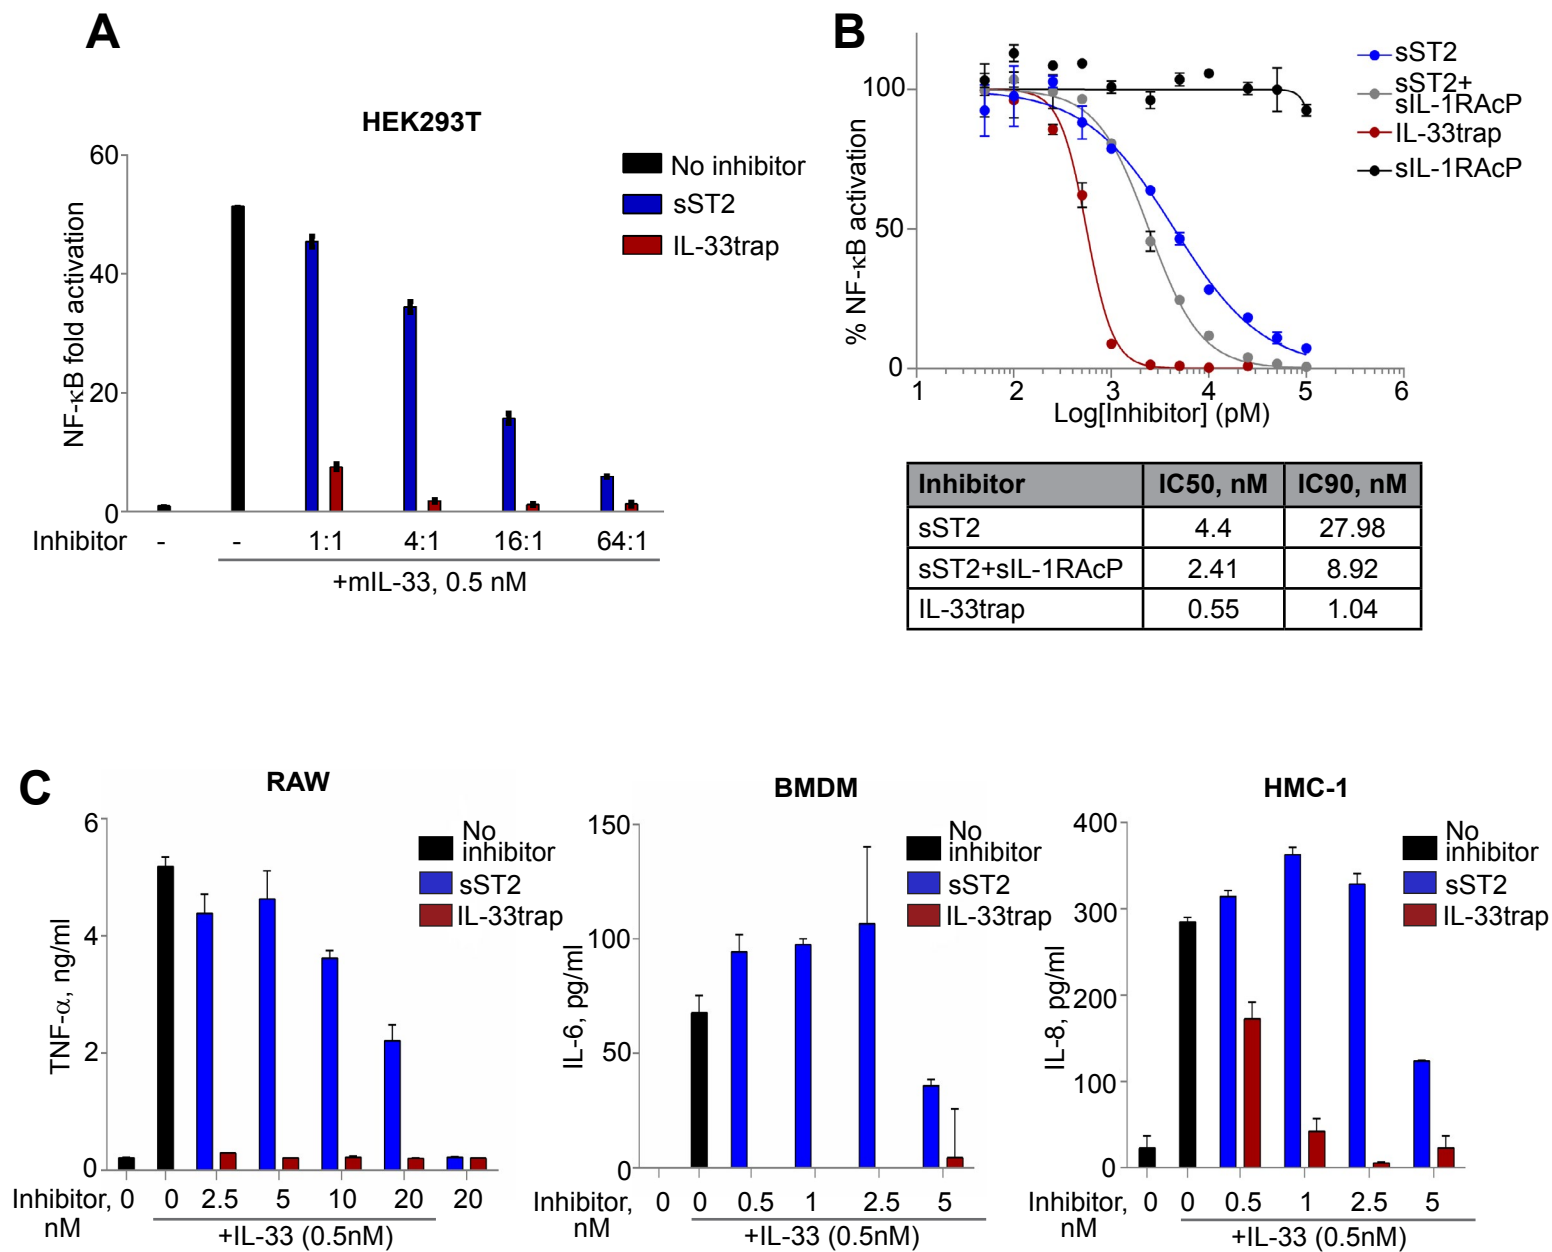 A
HEK293T
NF-κB fold activation
60
40
20
0
No inhibitor
sST2
IL-33trap
Inhibitor - - 1:1 4:1 16:1 64:1
+mIL-33, 0.5 nM
B
% NF-κB activation
100
50
0
1 2 3 4 5 6
Log[Inhibitor] (pM)
sST2
sST2+
sIL-1RAcP
IL-33trap
sIL-1RAcP
Inhibitor IC50, nM IC90, nM
sST2 4.4 27.98
sST2+sIL-1RAcP 2.41 8.92
IL-33trap 0.55 1.04
C
RAW
TNF-α, ng/ml
6
4
2
0
No
inhibitor
sST2
IL-33trap
Inhibitor, 0 0 2.5 5 10 20 20
nM
+IL-33 (0.5nM)
BMDM
IL-6, pg/ml
150
100
50
0
No
inhibitor
sST2
IL-33trap
Inhibitor, 0 0 0.5 1 2.5 5
nM
+IL-33 (0.5nM)
HMC-1
IL-8, pg/ml
400
300
200
100
0
No
inhibitor
sST2
IL-33trap
Inhibitor, 0 0 0.5 1 2.5 5
nM
+IL-33 (0.5nM)